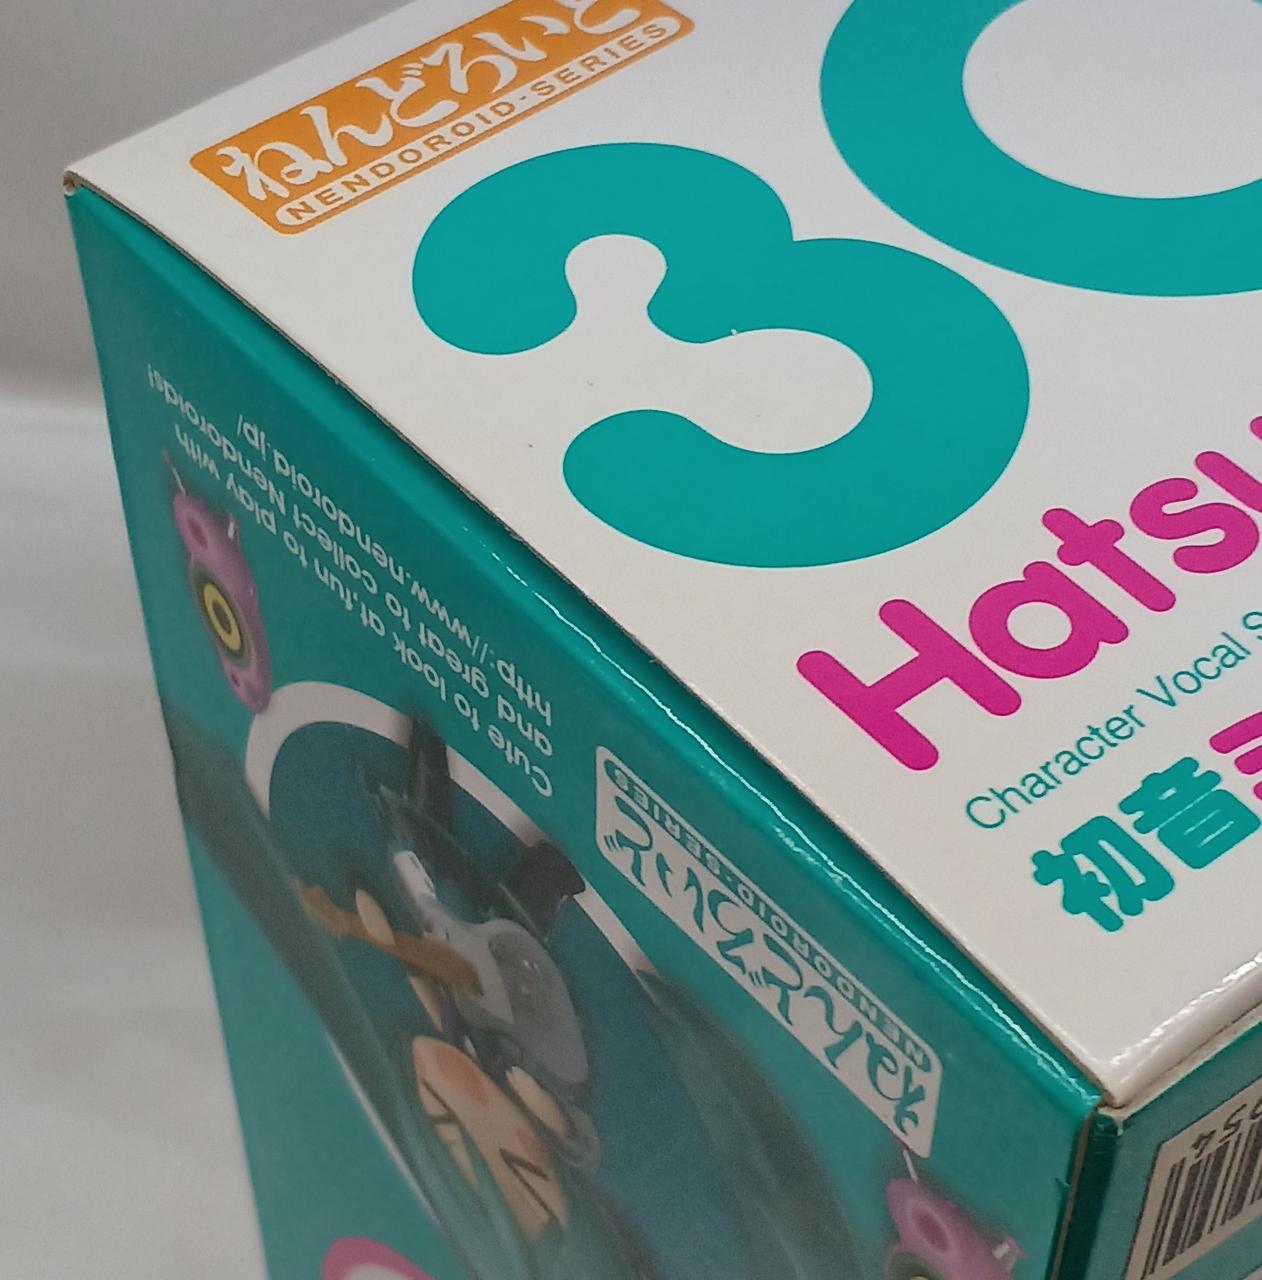 ねんどろいど
NENDOROID·SERIES
30
Hatsu
Character Vocal S
初音
Cute to look at,fun to play with
and great to collect Nendoroids!
http://www.nendoroid.jp/
ねんどろいど
NENDOROID·SERIES
54